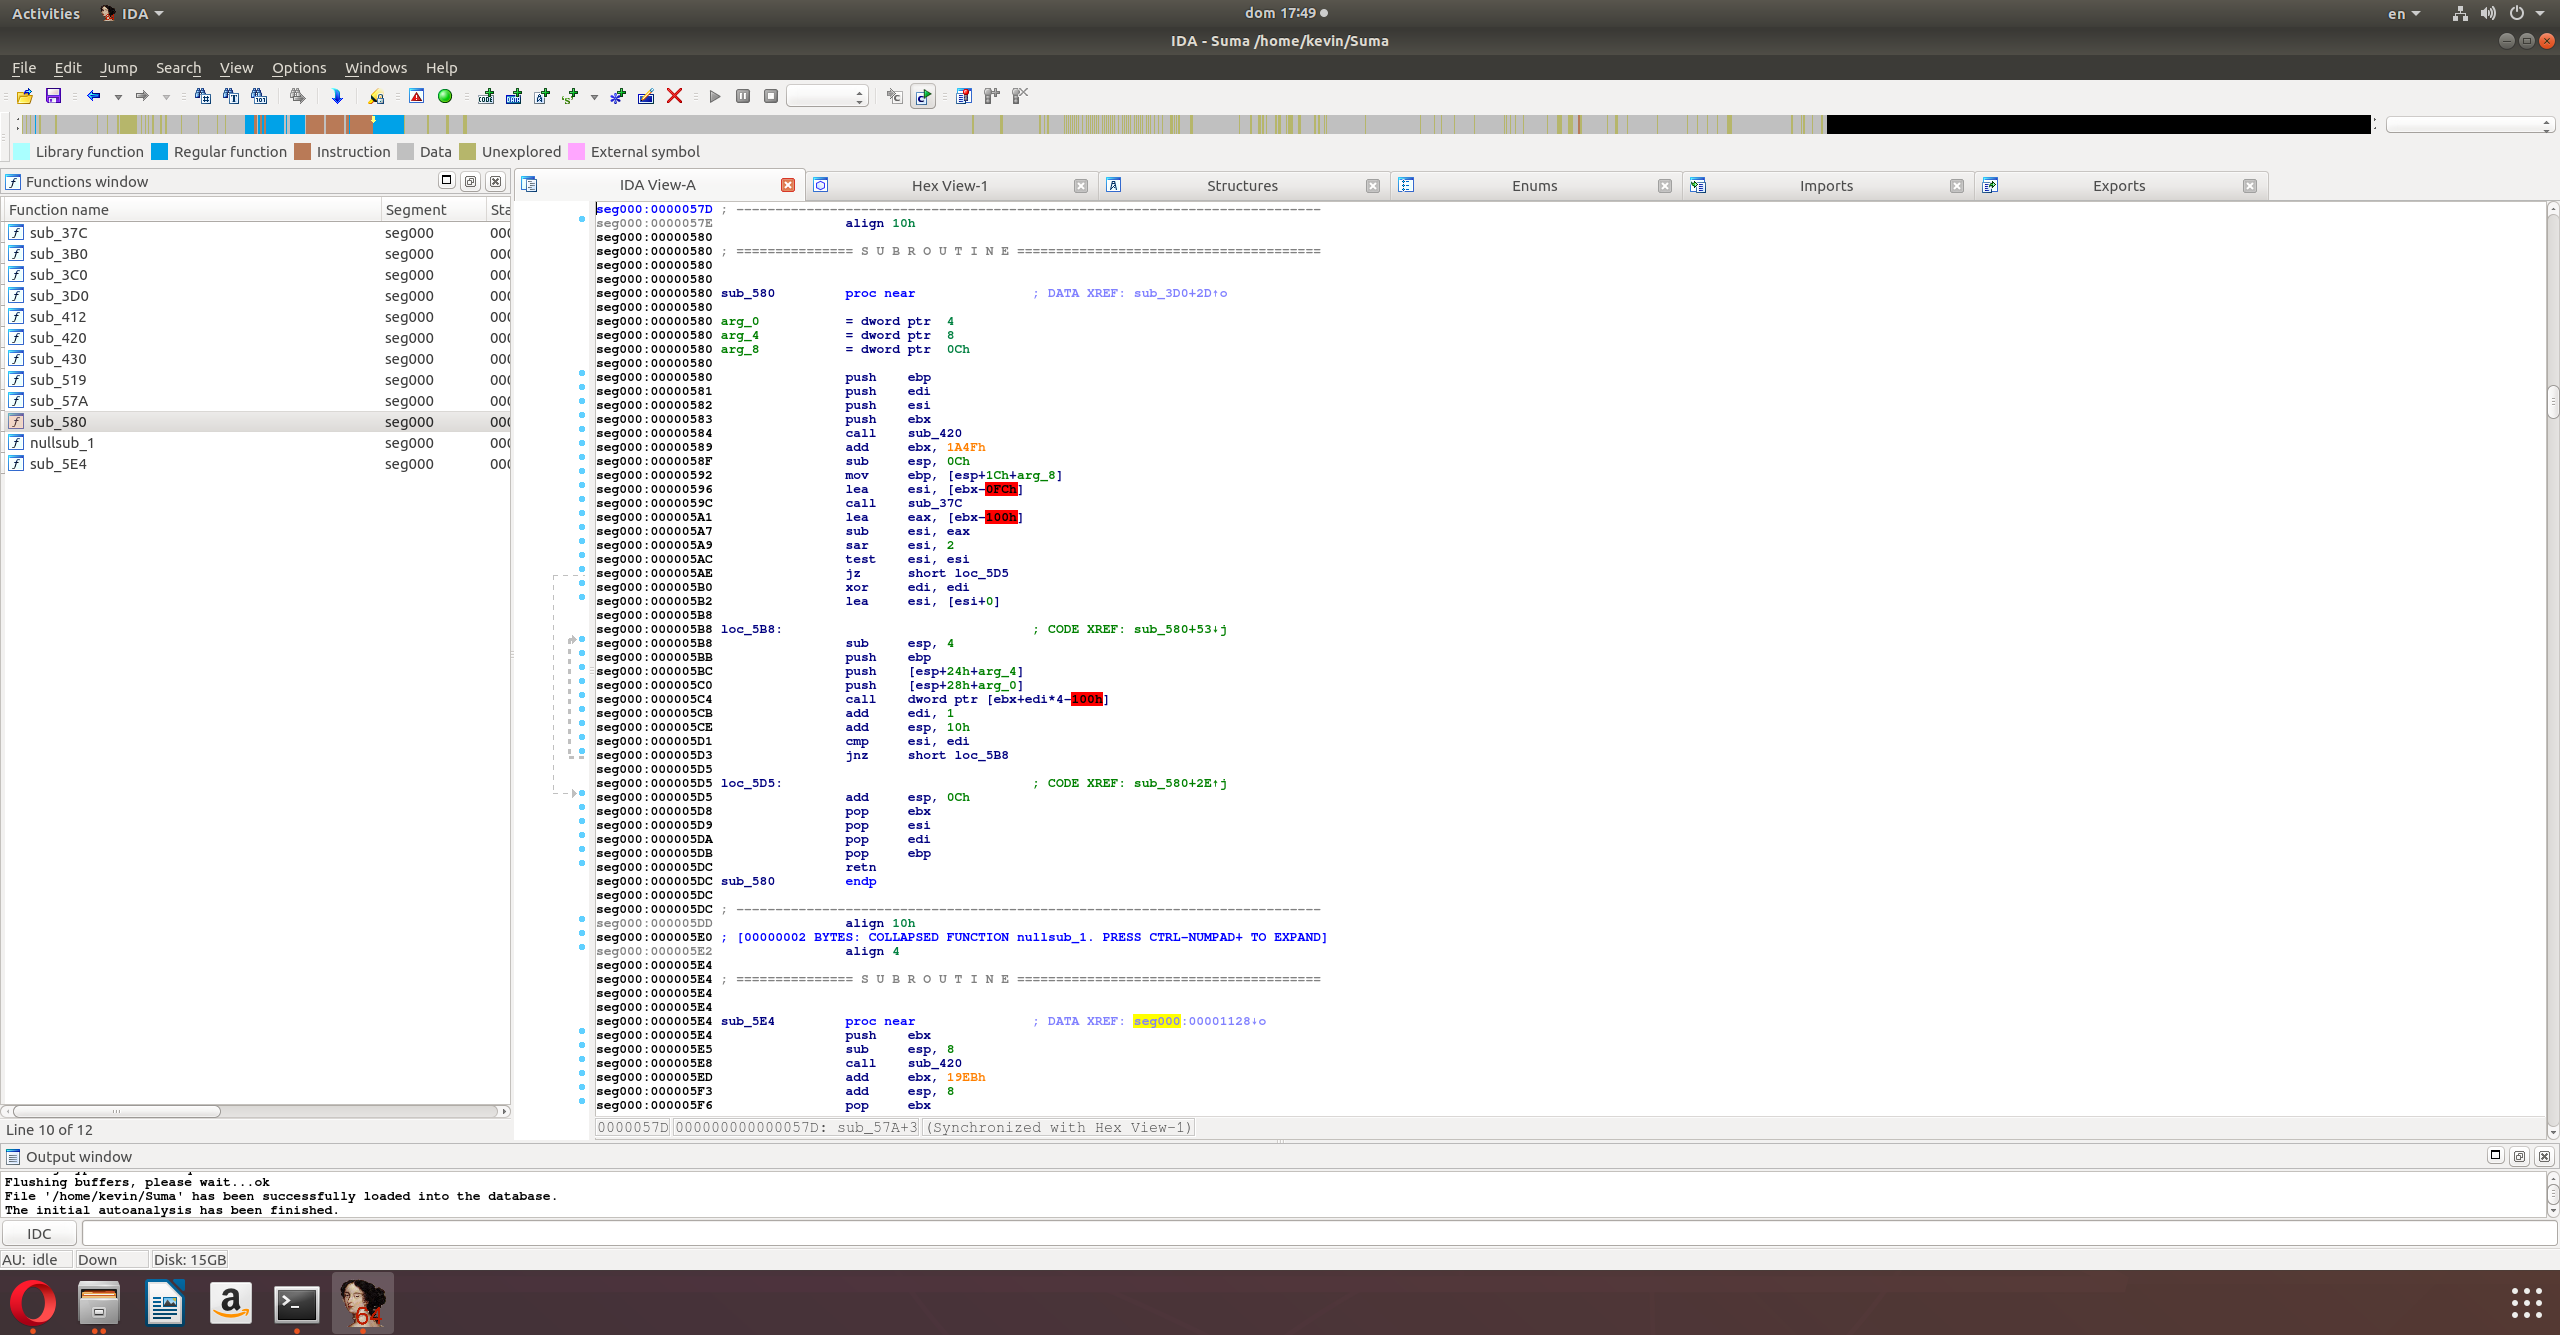 Activities IDA dom 17:49 en
IDA - Suma /home/kevin/Suma
File Edit Jump Search View Options Windows Help
Library function Regular function Instruction Data Unexplored External symbol
Functions window
Function name Segment Sta
sub_37C seg000 000
sub_3B0 seg000 000
sub_3C0 seg000 000
sub_3D0 seg000 000
sub_412 seg000 000
sub_420 seg000 000
sub_430 seg000 000
sub_519 seg000 000
sub_57A seg000 000
sub_580 seg000 000
nullsub_1 seg000 000
sub_5E4 seg000 000
Line 10 of 12
IDA View-A Hex View-1 Structures Enums Imports Exports
seg000:0000057D ; ---------------------------------------------------------------------------
seg000:0000057E align 10h
seg000:00000580
seg000:00000580 ; =============== S U B R O U T I N E =======================================
seg000:00000580
seg000:00000580
seg000:00000580 sub_580 proc near ; DATA XREF: sub_3D0+2D↑o
seg000:00000580
seg000:00000580 arg_0 = dword ptr 4
seg000:00000580 arg_4 = dword ptr 8
seg000:00000580 arg_8 = dword ptr 0Ch
seg000:00000580
seg000:00000580 push ebp
seg000:00000581 push edi
seg000:00000582 push esi
seg000:00000583 push ebx
seg000:00000584 call sub_420
seg000:00000589 add ebx, 1A4Fh
seg000:0000058F sub esp, 0Ch
seg000:00000592 mov ebp, [esp+1Ch+arg_8]
seg000:00000596 lea esi, [ebx-0FCh]
seg000:0000059C call sub_37C
seg000:000005A1 lea eax, [ebx-100h]
seg000:000005A7 sub esi, eax
seg000:000005A9 sar esi, 2
seg000:000005AC test esi, esi
seg000:000005AE jz short loc_5D5
seg000:000005B0 xor edi, edi
seg000:000005B2 lea esi, [esi+0]
seg000:000005B8
seg000:000005B8 loc_5B8: ; CODE XREF: sub_580+53↓j
seg000:000005B8 sub esp, 4
seg000:000005BB push ebp
seg000:000005BC push [esp+24h+arg_4]
seg000:000005C0 push [esp+28h+arg_0]
seg000:000005C4 call dword ptr [ebx+edi*4-100h]
seg000:000005CB add edi, 1
seg000:000005CE add esp, 10h
seg000:000005D1 cmp esi, edi
seg000:000005D3 jnz short loc_5B8
seg000:000005D5
seg000:000005D5 loc_5D5: ; CODE XREF: sub_580+2E↑j
seg000:000005D5 add esp, 0Ch
seg000:000005D8 pop ebx
seg000:000005D9 pop esi
seg000:000005DA pop edi
seg000:000005DB pop ebp
seg000:000005DC retn
seg000:000005DC sub_580 endp
seg000:000005DC
seg000:000005DC ; ---------------------------------------------------------------------------
seg000:000005DD align 10h
seg000:000005E0 ; [00000002 BYTES: COLLAPSED FUNCTION nullsub_1. PRESS CTRL-NUMPAD+ TO EXPAND]
seg000:000005E2 align 4
seg000:000005E4
seg000:000005E4 ; =============== S U B R O U T I N E =======================================
seg000:000005E4
seg000:000005E4
seg000:000005E4 sub_5E4 proc near ; DATA XREF: seg000:00001128↓o
seg000:000005E4 push ebx
seg000:000005E5 sub esp, 8
seg000:000005E8 call sub_420
seg000:000005ED add ebx, 19EBh
seg000:000005F3 add esp, 8
seg000:000005F6 pop ebx
0000057D 000000000000057D: sub_57A+3 (Synchronized with Hex View-1)
Output window
Flushing buffers, please wait...ok
File '/home/kevin/Suma' has been successfully loaded into the database.
The initial autoanalysis has been finished.
IDC
AU: idle Down Disk: 15GB
a
64